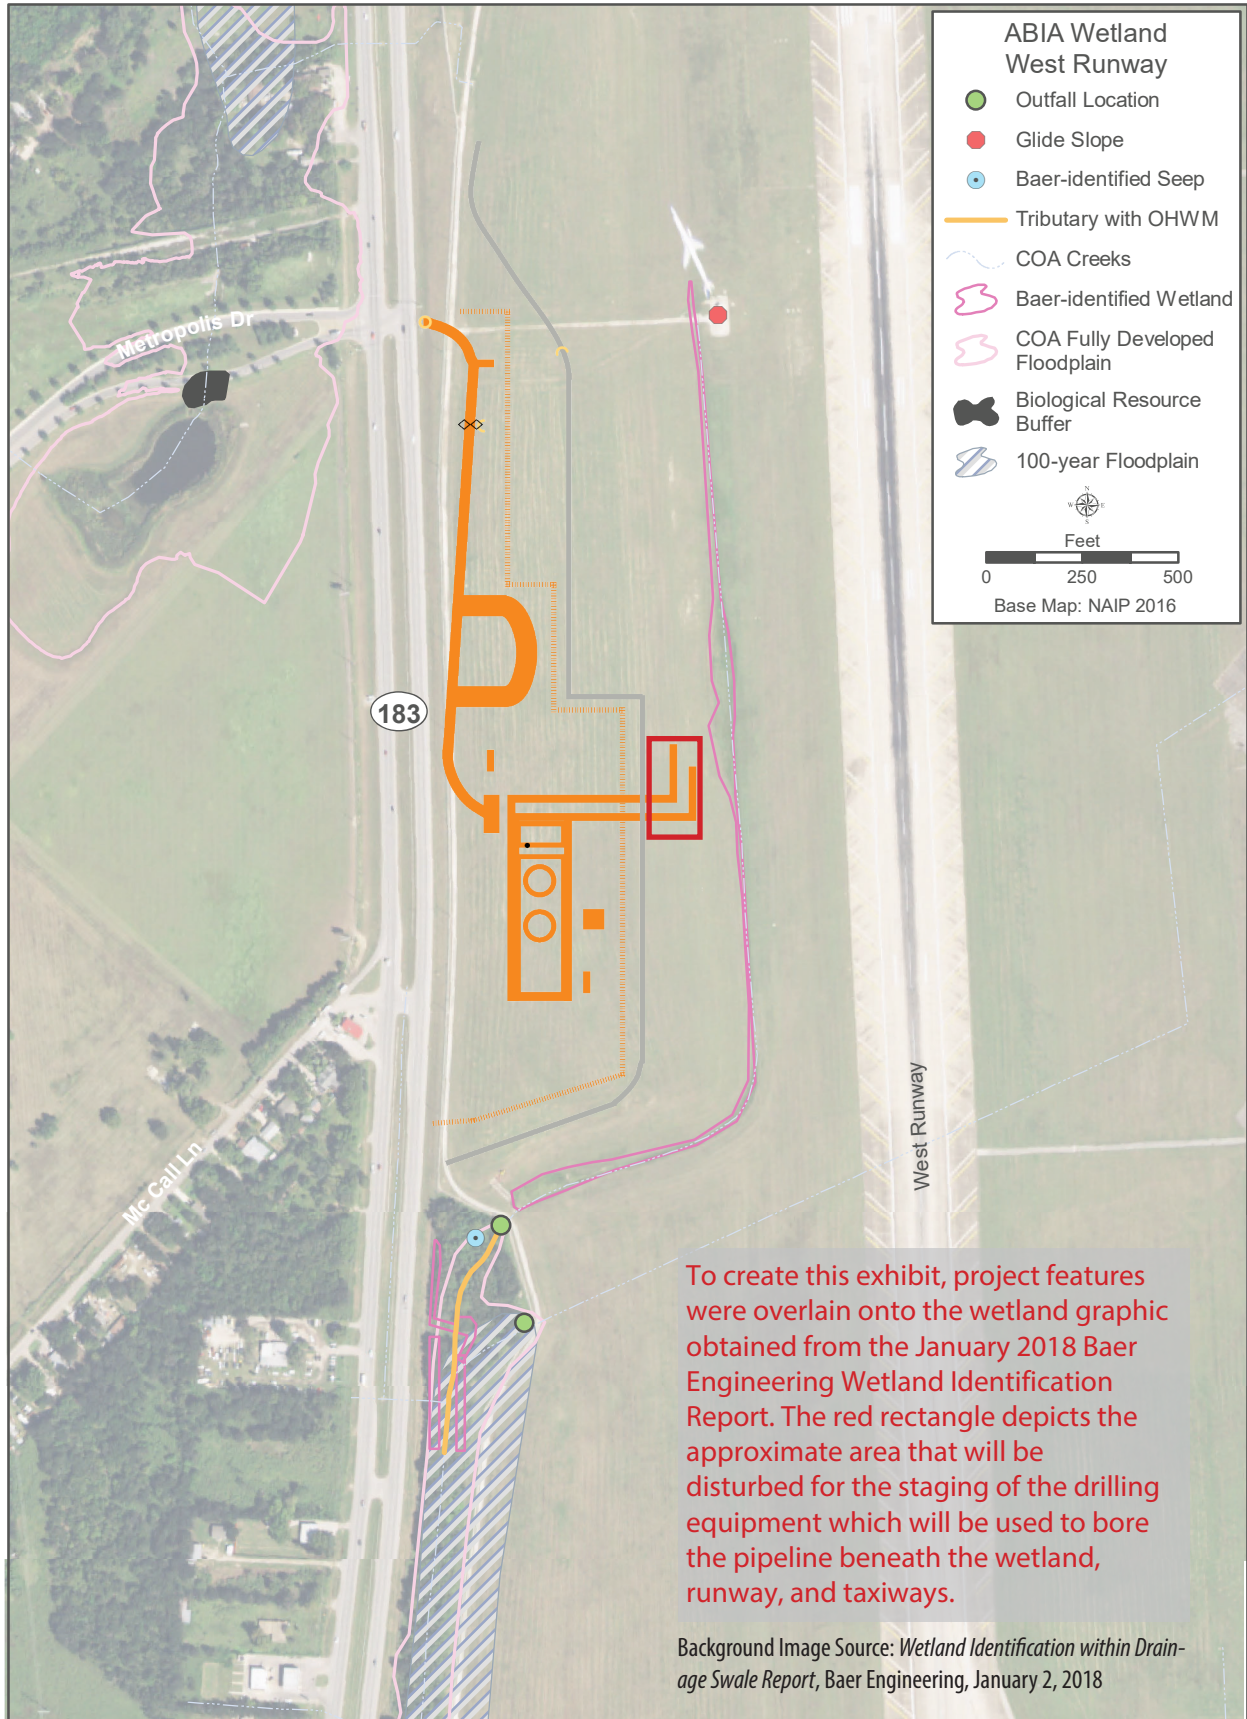 ABIA Wetland
West Runway
Outfall Location
Glide Slope
Baer-identified Seep
Tributary with OHWM
COA Creeks
Baer-identified Wetland
COA Fully Developed
Floodplain
Biological Resource
Buffer
100-year Floodplain
N
W E
S
Feet
0 250 500
Base Map: NAIP 2016
Metropolis Dr
183
Mc Call Ln
West Runway
To create this exhibit, project features
were overlain onto the wetland graphic
obtained from the January 2018 Baer
Engineering Wetland Identification
Report. The red rectangle depicts the
approximate area that will be
disturbed for the staging of the drilling
equipment which will be used to bore
the pipeline beneath the wetland,
runway, and taxiways.
Background Image Source: Wetland Identification within Drain-
age Swale Report, Baer Engineering, January 2, 2018